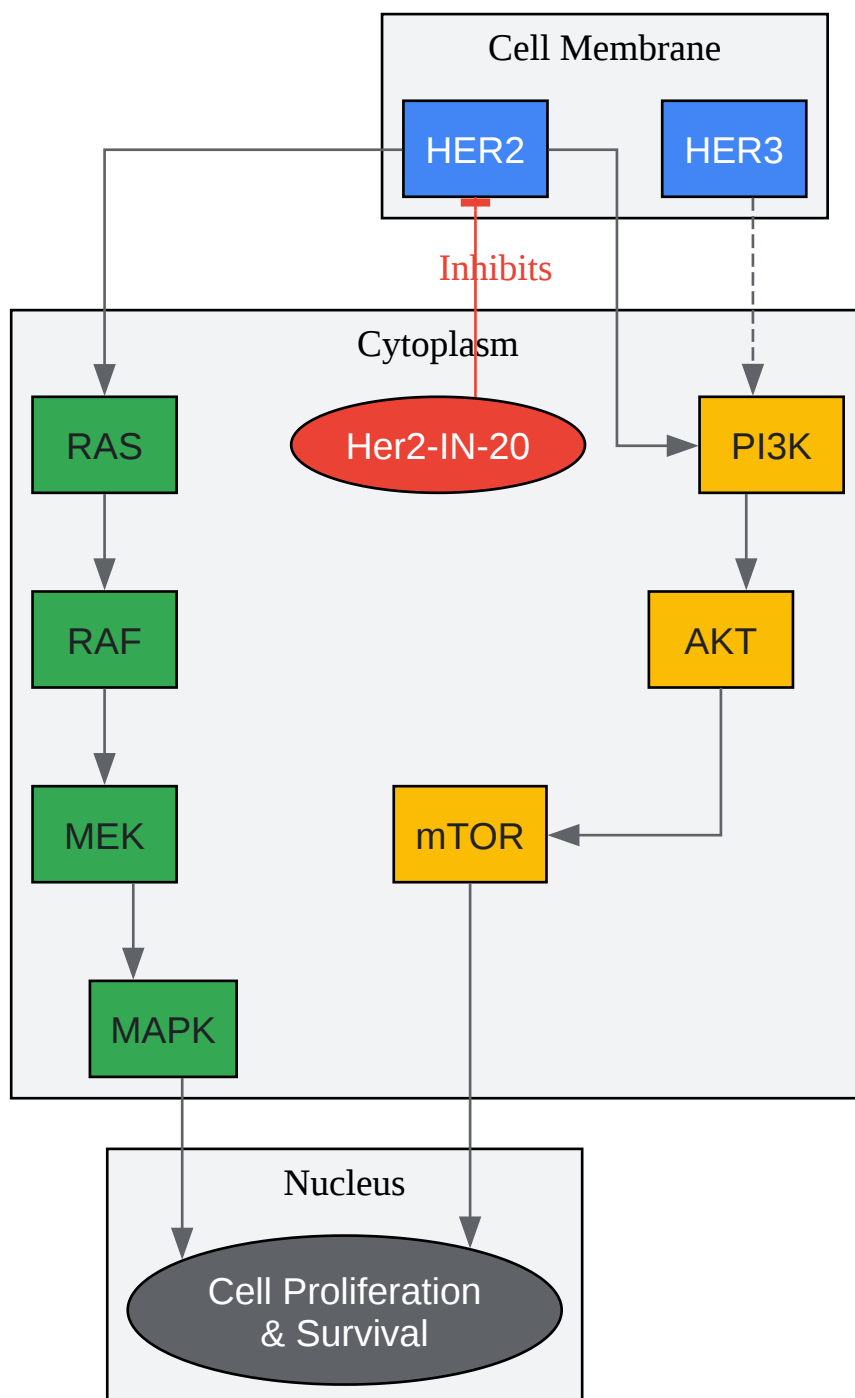 Cell Membrane
HER2
HER3
Inhibits
Cytoplasm
RAS
Her2-IN-20
PI3K
RAF
AKT
MEK
mTOR
MAPK
Nucleus
Cell Proliferation
& Survival